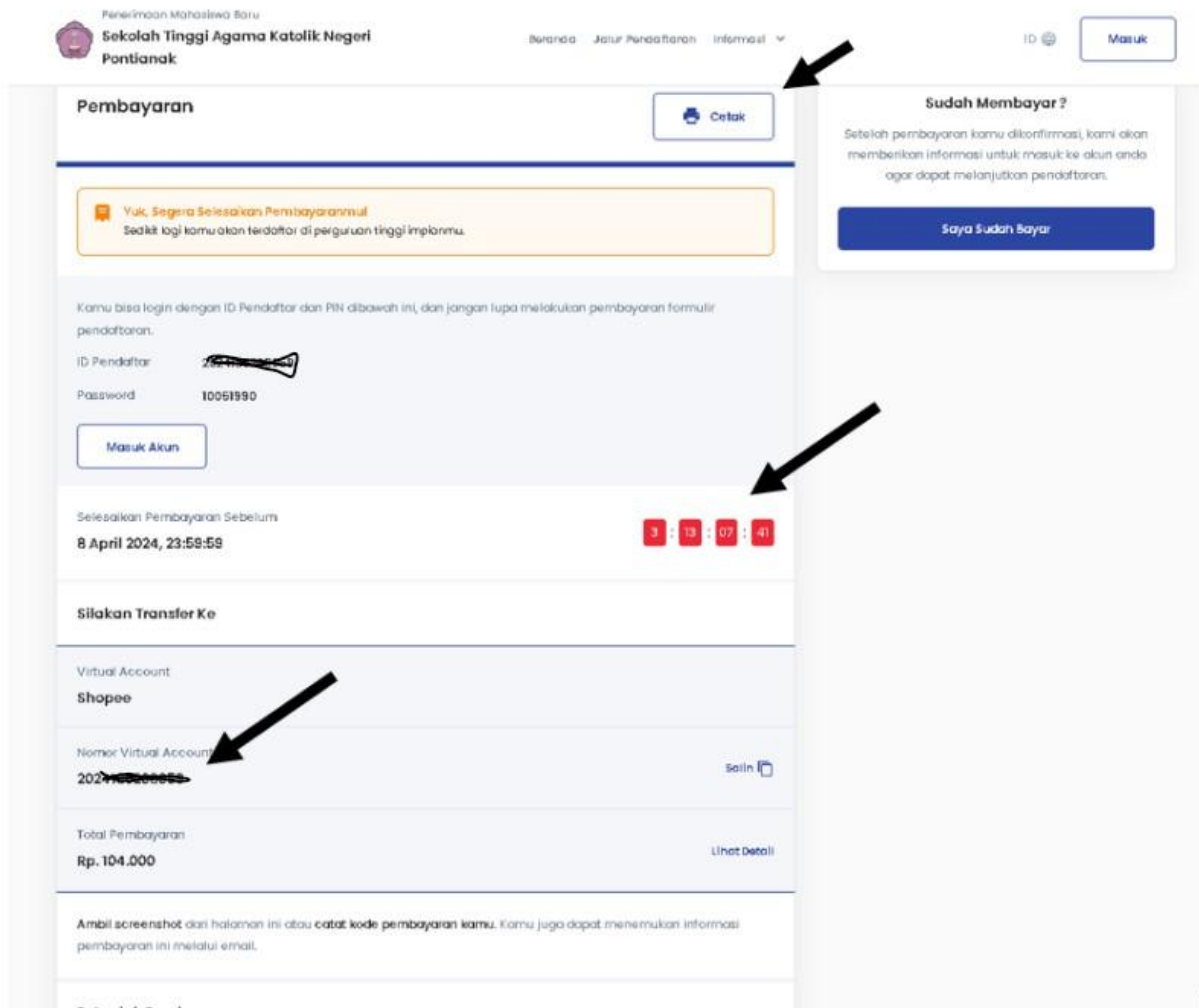 Penerimaan Mahasiswa Baru
Sekolah Tinggi Agama Katolik Negeri
Pontianak
Beranda Jalur Pendaftaran Informasi
ID
Masuk
Pembayaran
Cetak
Yuk, Segera Selesaikan Pembayaranmu!
Sedikit lagi kamu akan terdaftar di perguruan tinggi impianmu.
Kamu bisa login dengan ID Pendaftar dan PIN dibawah ini, dan jangan lupa melakukan pembayaran formulir
pendaftaran.
ID Pendaftar
Password 10051990
Masuk Akun
Selesaikan Pembayaran Sebelum
8 April 2024, 23:59:59
3 : 13 : 07 : 41
Silakan Transfer Ke
Virtual Account
Shopee
Nomor Virtual Account
202
Salin
Total Pembayaran
Rp. 104.000
Lihat Detail
Ambil screenshot dari halaman ini atau catat kode pembayaran kamu. Kamu juga dapat menemukan informasi
pembayaran ini melalui email.
Sudah Membayar ?
Setelah pembayaran kamu dikonfirmasi, kami akan
memberikan informasi untuk masuk ke akun anda
agar dapat melanjutkan pendaftaran.
Saya Sudah Bayar